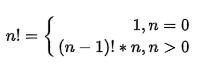 n! = { 1, n = 0
(n − 1)! * n, n > 0